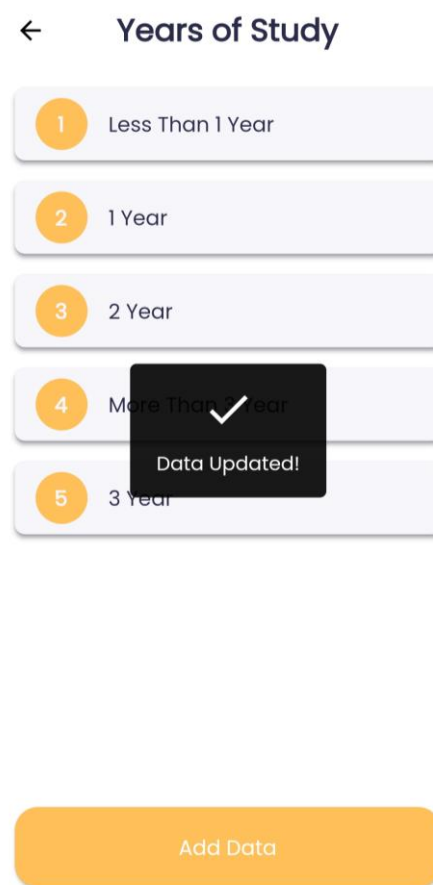 Years of Study
1 Less Than 1 Year
2 1 Year
3 2 Year
4 More Than 3 Year
Data Updated!
5 3 Year
Add Data